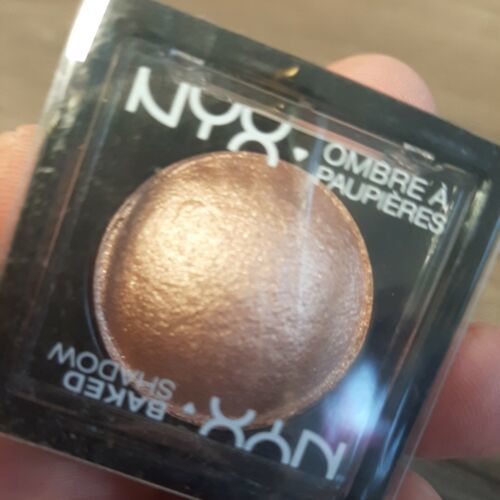 NYX
OMBRE À
PAUPIÈRES
BAKED
SHADOW
NYX